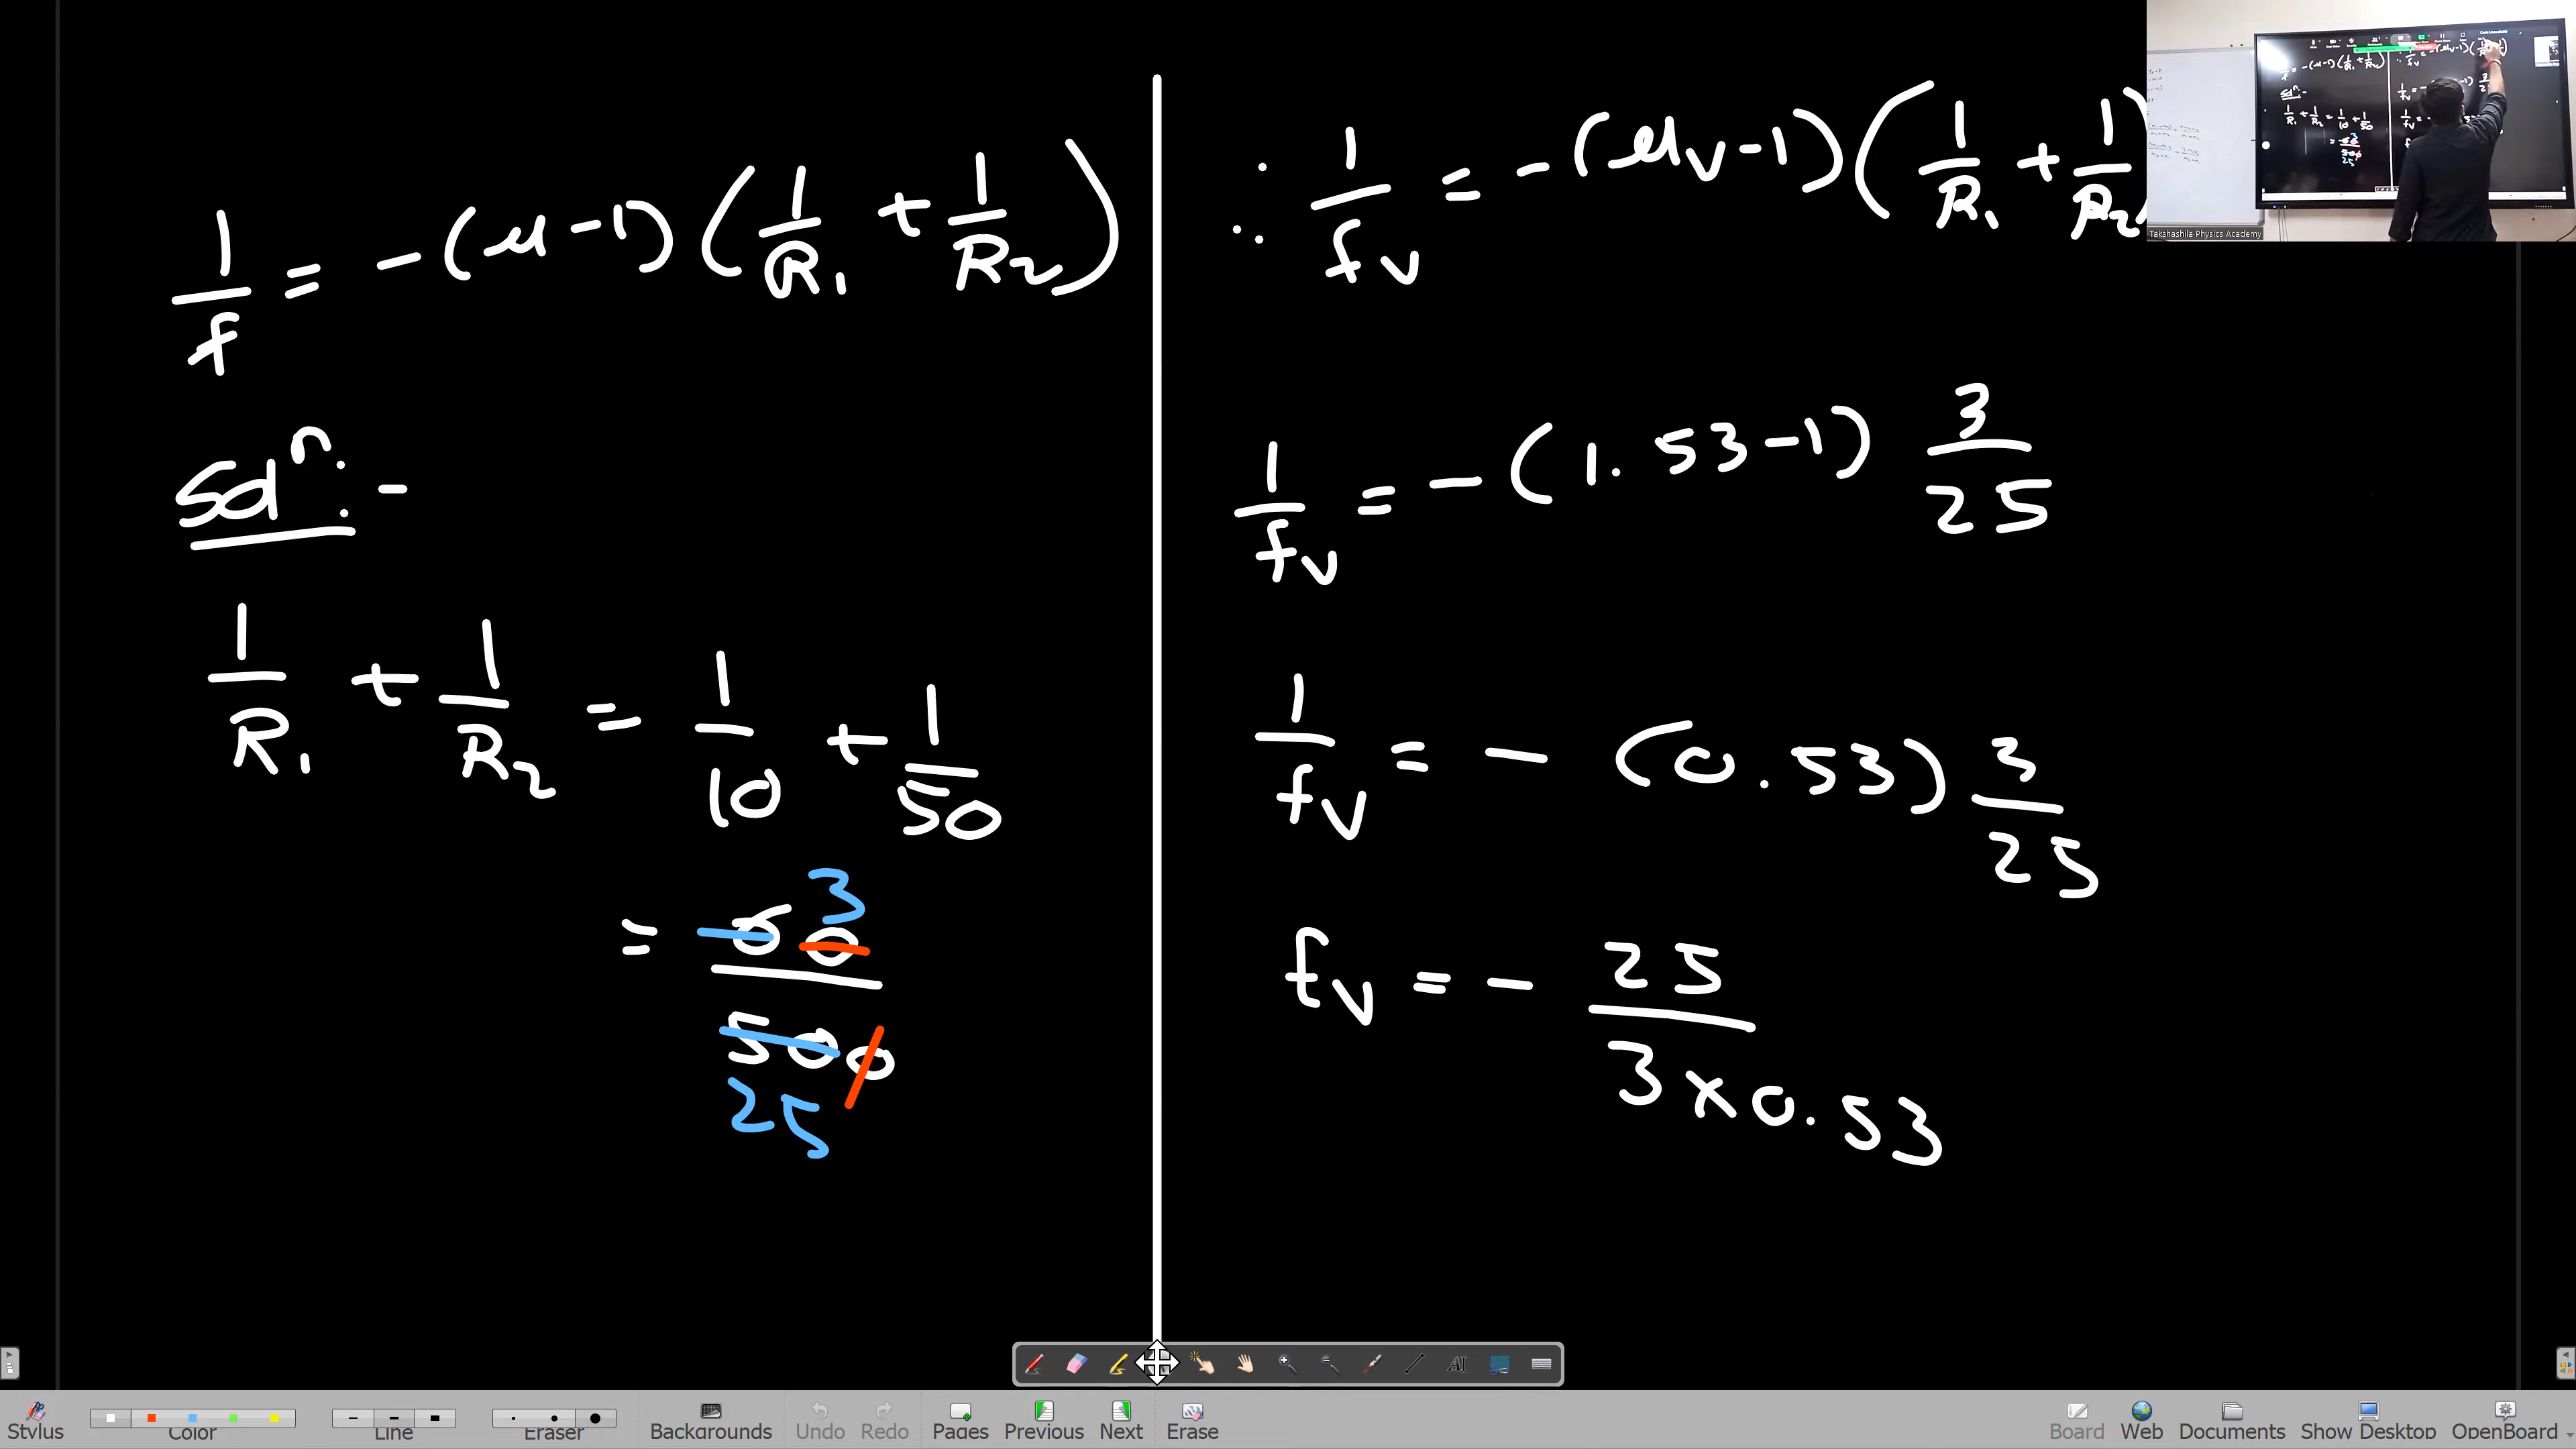 1/f = -(μ-1)(1/R₁ + 1/R₂)
Solⁿ:-
1/R₁ + 1/R₂ = 1/10 + 1/50
= 60/500
3
25
∴ 1/fv = -(μv-1)(1/R₁ + 1/R₂)
1/fv = -(1.53-1) 3/25
1/fv = - (0.53) 3/25
fv = - 25/3×0.53
Takshashila Physics Academy
Stylus
Color
Line
Eraser
Backgrounds
Undo
Redo
Pages
Previous
Next
Erase
Board
Web
Documents
Show Desktop
OpenBoard